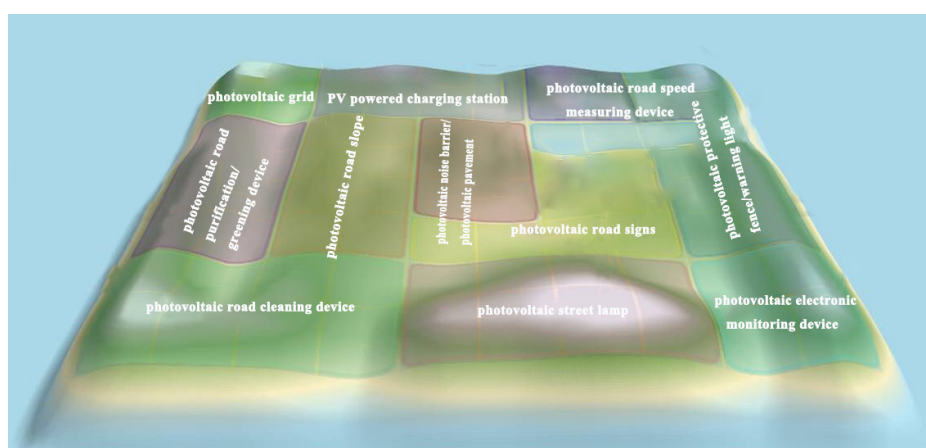 photovoltaic grid
PV powered charging station
photovoltaic road speed
measuring device
photovoltaic road
purification/
greening device
photovoltaic road slope
photovoltaic noise barrier/
photovoltaic pavement
photovoltaic road signs
photovoltaic protective
fence/warning light
photovoltaic road cleaning device
photovoltaic street lamp
photovoltaic electronic
monitoring device